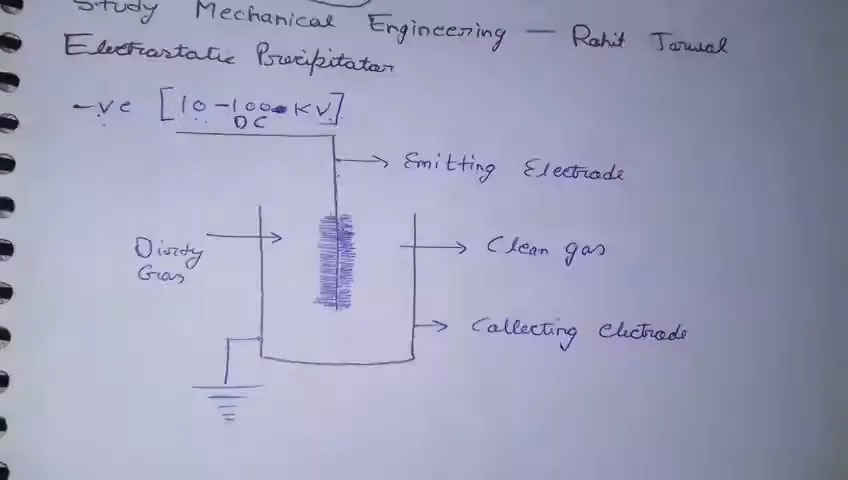 Study Mechanical Engineering — Rohit Tanwal
Electrostatic Precipitator
-ve [10-100 KV]
DC
Emitting Electrode
Dirty
Gas
Clean gas
Collecting Electrode